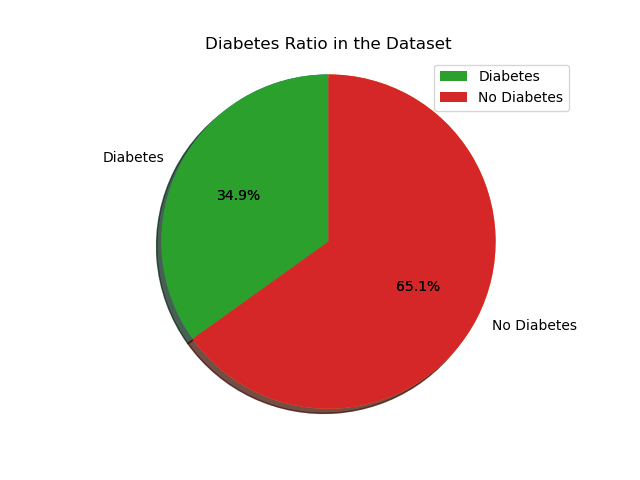 Diabetes Ratio in the Dataset
Diabetes
No Diabetes
Diabetes
34.9%
65.1%
No Diabetes